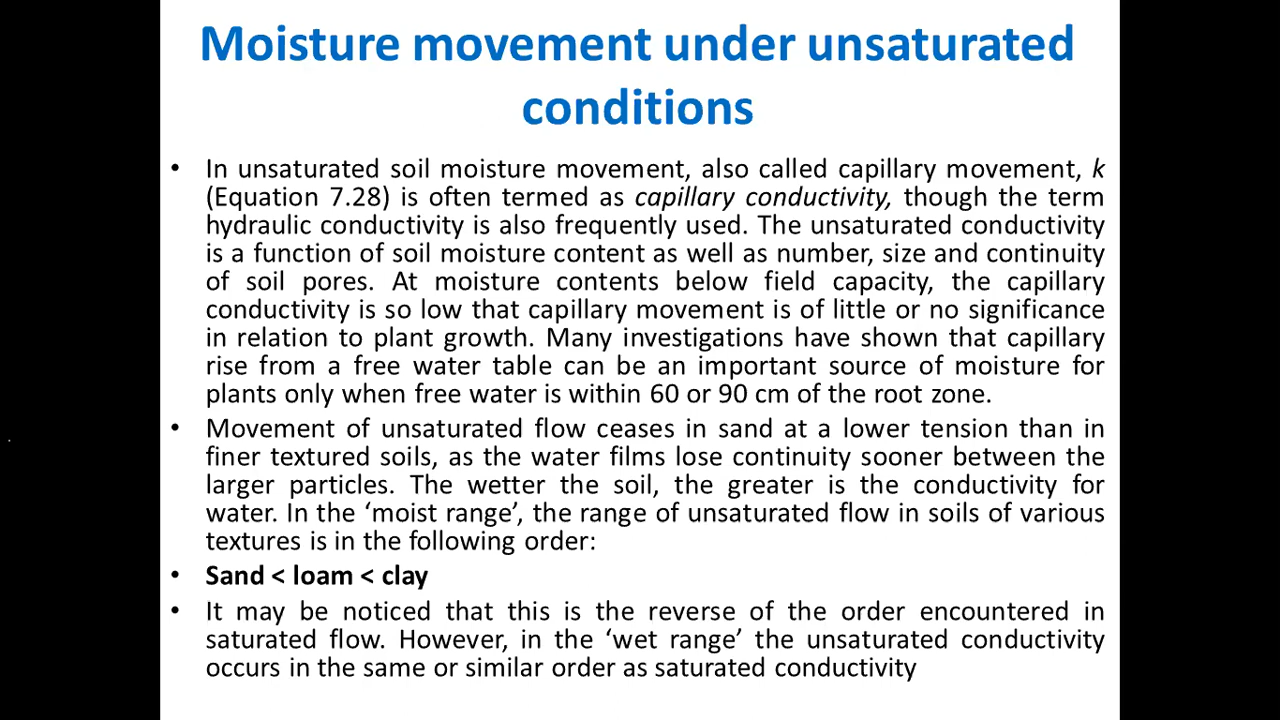 Moisture movement under unsaturated
conditions
• In unsaturated soil moisture movement, also called capillary movement, k
(Equation 7.28) is often termed as capillary conductivity, though the term
hydraulic conductivity is also frequently used. The unsaturated conductivity
is a function of soil moisture content as well as number, size and continuity
of soil pores. At moisture contents below field capacity, the capillary
conductivity is so low that capillary movement is of little or no significance
in relation to plant growth. Many investigations have shown that capillary
rise from a free water table can be an important source of moisture for
plants only when free water is within 60 or 90 cm of the root zone.
• Movement of unsaturated flow ceases in sand at a lower tension than in
finer textured soils, as the water films lose continuity sooner between the
larger particles. The wetter the soil, the greater is the conductivity for
water. In the ‘moist range’, the range of unsaturated flow in soils of various
textures is in the following order:
• Sand < loam < clay
• It may be noticed that this is the reverse of the order encountered in
saturated flow. However, in the ‘wet range’ the unsaturated conductivity
occurs in the same or similar order as saturated conductivity